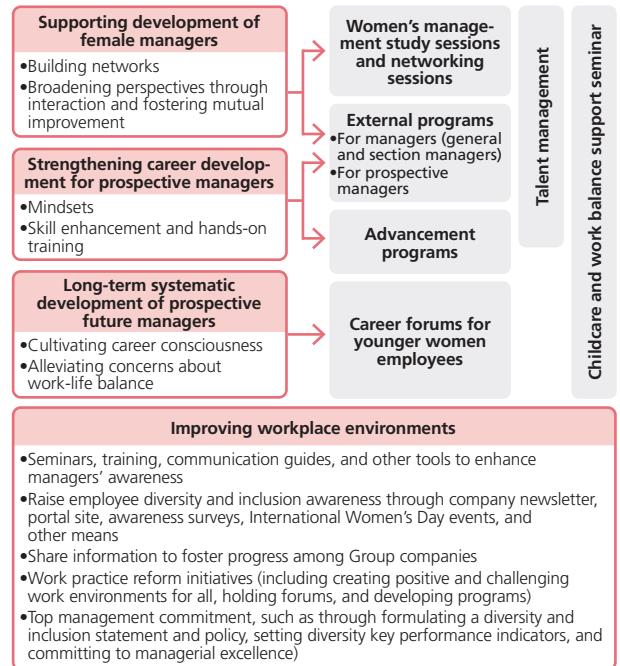 Supporting development of
female managers
•Building networks
•Broadening perspectives through
interaction and fostering mutual
improvement
Strengthening career develop-
ment for prospective managers
•Mindsets
•Skill enhancement and hands-on
training
Long-term systematic
development of prospective
future managers
•Cultivating career consciousness
•Alleviating concerns about
work-life balance
Women’s manage-
ment study sessions
and networking
sessions
External programs
•For managers (general
and section managers)
•For prospective
managers
Advancement
programs
Career forums for
younger women
employees
Talent management
Childcare and work balance support seminar
Improving workplace environments
•Seminars, training, communication guides, and other tools to enhance
managers’ awareness
•Raise employee diversity and inclusion awareness through company newsletter,
portal site, awareness surveys, International Women’s Day events, and
other means
•Share information to foster progress among Group companies
•Work practice reform initiatives (including creating positive and challenging
work environments for all, holding forums, and developing programs)
•Top management commitment, such as through formulating a diversity and
inclusion statement and policy, setting diversity key performance indicators, and
committing to managerial excellence)